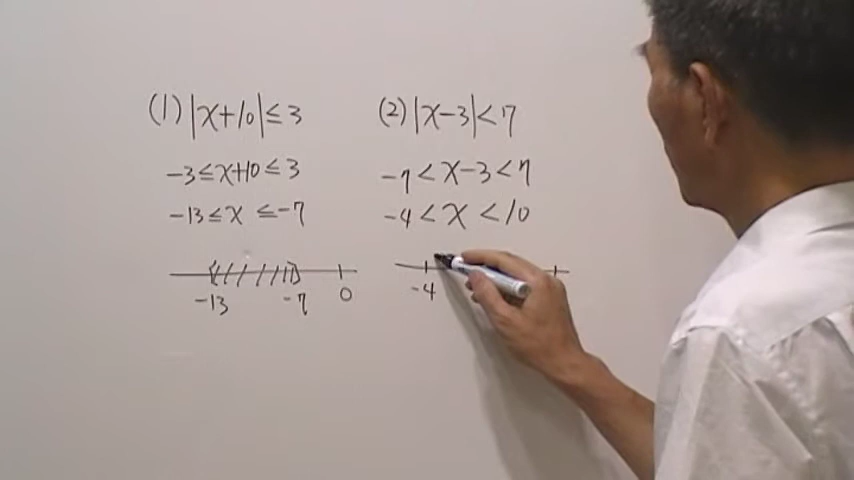 (1) |x+10| ≤ 3
-3 ≤ x+10 ≤ 3
-13 ≤ x ≤ -7
-13 -7 0
(2) |x-3| < 7
-7 < x-3 < 7
-4 < x < 10
-4